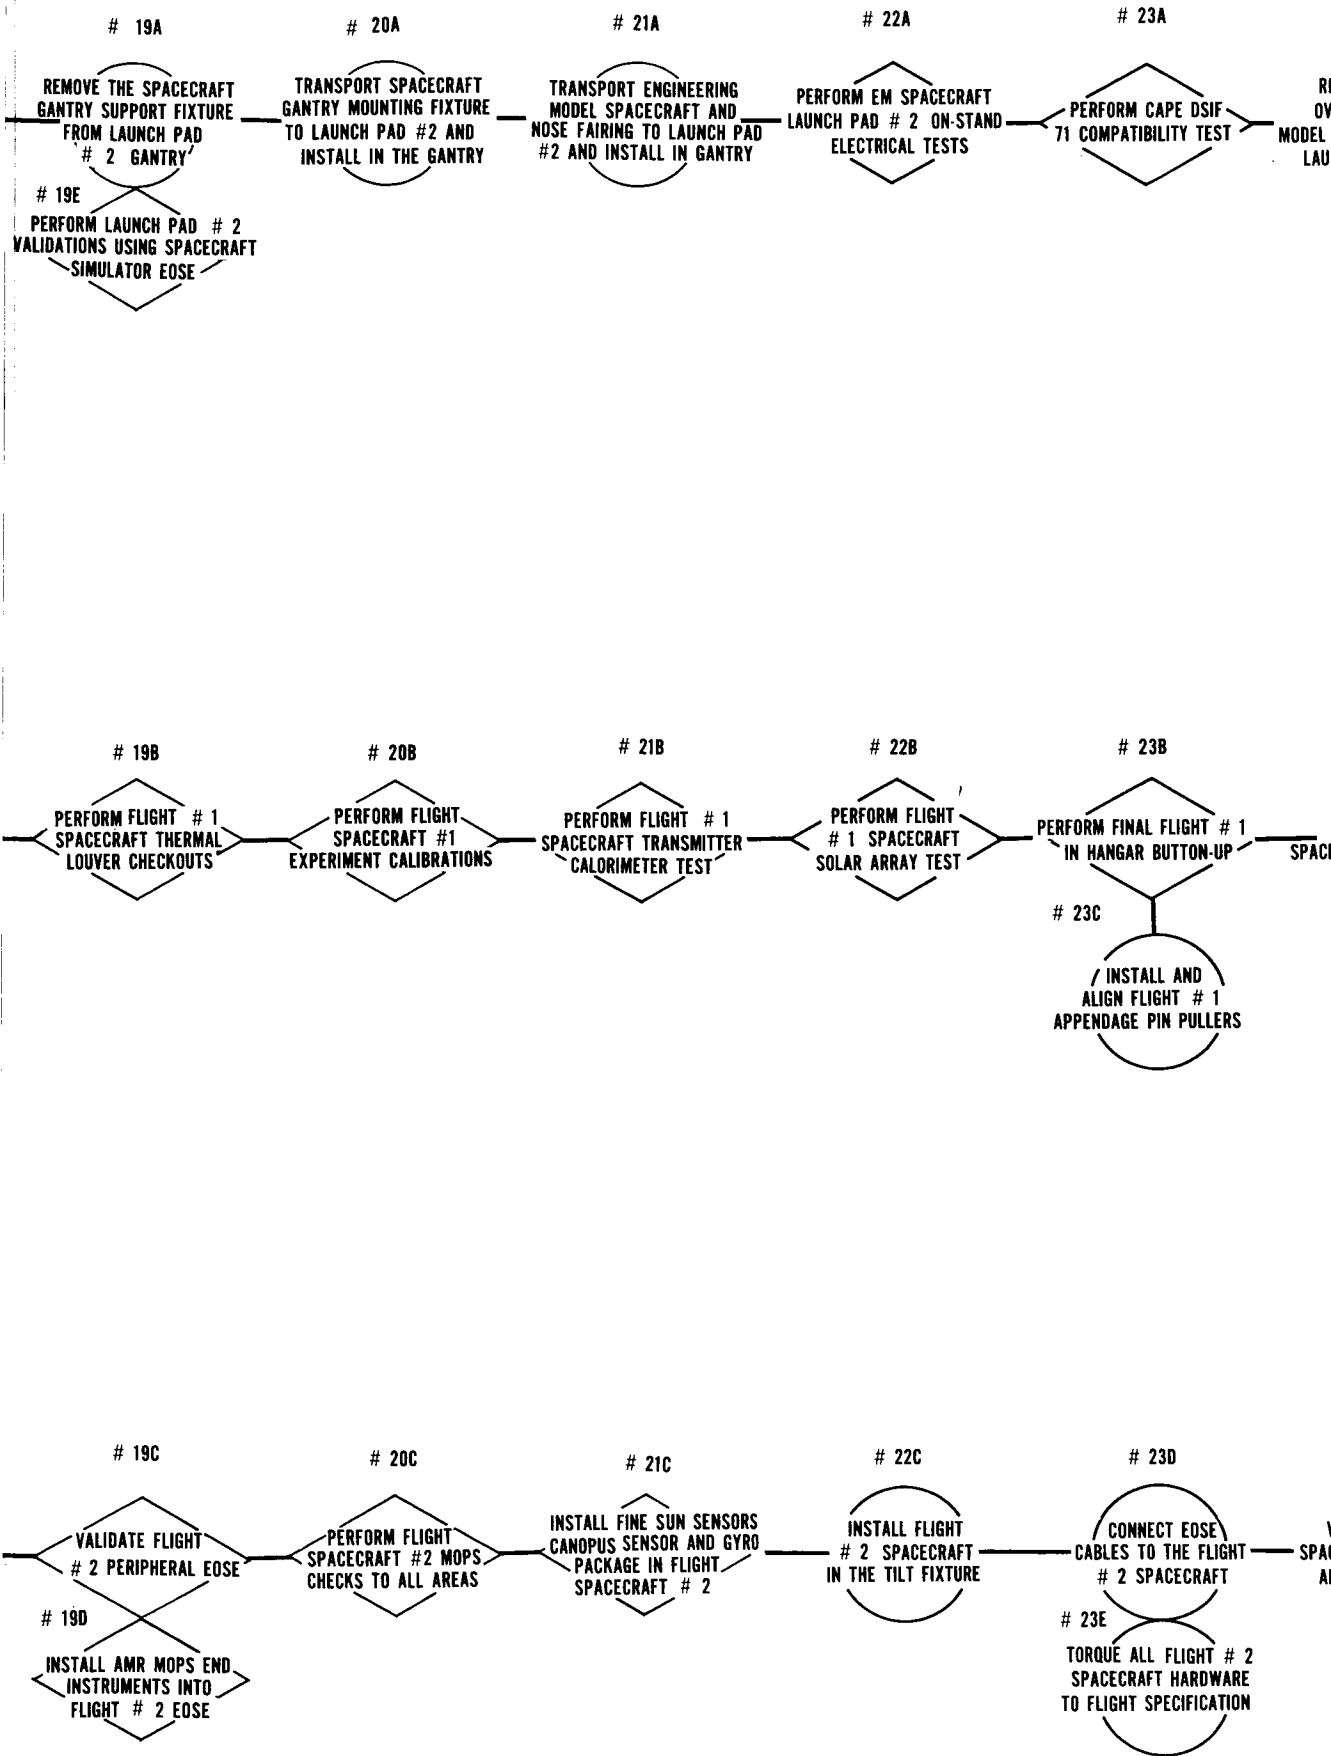 # 19A
REMOVE THE SPACECRAFT
GANTRY SUPPORT FIXTURE
FROM LAUNCH PAD
# 2 GANTRY
# 19E
PERFORM LAUNCH PAD # 2
VALIDATIONS USING SPACECRAFT
SIMULATOR EOSE
# 20A
TRANSPORT SPACECRAFT
GANTRY MOUNTING FIXTURE
TO LAUNCH PAD #2 AND
INSTALL IN THE GANTRY
# 21A
TRANSPORT ENGINEERING
MODEL SPACECRAFT AND
NOSE FAIRING TO LAUNCH PAD
#2 AND INSTALL IN GANTRY
# 22A
PERFORM EM SPACECRAFT
LAUNCH PAD # 2 ON-STAND
ELECTRICAL TESTS
# 23A
PERFORM CAPE DSIF
71 COMPATIBILITY TEST
OV
MODEL
LAU
# 19B
PERFORM FLIGHT # 1
SPACECRAFT THERMAL
LOUVER CHECKOUTS
# 20B
PERFORM FLIGHT
SPACECRAFT #1
EXPERIMENT CALIBRATIONS
# 21B
PERFORM FLIGHT # 1
SPACECRAFT TRANSMITTER
CALORIMETER TEST
# 22B
PERFORM FLIGHT
# 1 SPACECRAFT
SOLAR ARRAY TEST
# 23B
PERFORM FINAL FLIGHT # 1
IN HANGAR BUTTON-UP
# 23C
INSTALL AND
ALIGN FLIGHT # 1
APPENDAGE PIN PULLERS
# 19C
VALIDATE FLIGHT
# 2 PERIPHERAL EOSE
# 19D
INSTALL AMR MOPS END
INSTRUMENTS INTO
FLIGHT # 2 EOSE
# 20C
PERFORM FLIGHT
SPACECRAFT #2 MOPS
CHECKS TO ALL AREAS
# 21C
INSTALL FINE SUN SENSORS
CANOPUS SENSOR AND GYRO
PACKAGE IN FLIGHT
SPACECRAFT # 2
# 22C
INSTALL FLIGHT
# 2 SPACECRAFT
IN THE TILT FIXTURE
# 23D
CONNECT EOSE
CABLES TO THE FLIGHT
# 2 SPACECRAFT
# 23E
TORQUE ALL FLIGHT # 2
SPACECRAFT HARDWARE
TO FLIGHT SPECIFICATION